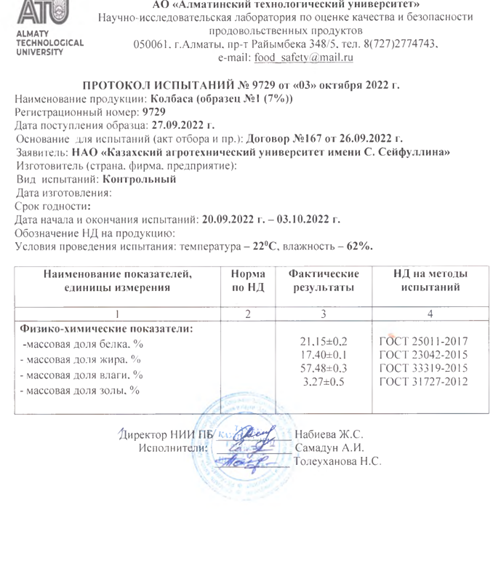 АО «Алматинский технологический университет»
Научно-исследовательская лаборатория по оценке качества и безопасности
продовольственных продуктов
050061, г.Алматы, пр-т Райымбека 348/5, тел. 8(727)2774743,
e-mail: food_safety@mail.ru
ATU
ALMATY
TECHNOLOGICAL
UNIVERSITY
ПРОТОКОЛ ИСПЫТАНИЙ № 9729 от «03» октября 2022 г.
Наименование продукции: Колбаса (образец №1 (7%))
Регистрационный номер: 9729
Дата поступления образца: 27.09.2022 г.
Основание для испытаний (акт отбора и пр.): Договор №167 от 26.09.2022 г.
Заявитель: НАО «Казахский агротехнический университет имени С. Сейфуллина»
Изготовитель (страна, фирма, предприятие):
Вид испытаний: Контрольный
Дата изготовления:
Срок годности:
Дата начала и окончания испытаний: 20.09.2022 г. – 03.10.2022 г.
Обозначение НД на продукцию:
Условия проведения испытания: температура – 22⁰С, влажность – 62%.
Наименование показателей, единицы измерения | Норма по НД | Фактические результаты | НД на методы испытаний
1 | 2 | 3 | 4
Физико-химические показатели:
-массовая доля белка, % 21,15±0,2 ГОСТ 25011-2017
- массовая доля жира, % 17,40±0,1 ГОСТ 23042-2015
- массовая доля влаги, % 57,48±0,3 ГОСТ 33319-2015
- массовая доля золы, % 3,27±0,5 ГОСТ 31727-2012
Директор НИИ ПБ Набиева Ж.С.
Исполнители: Самадун А.И.
Толеуханова Н.С.